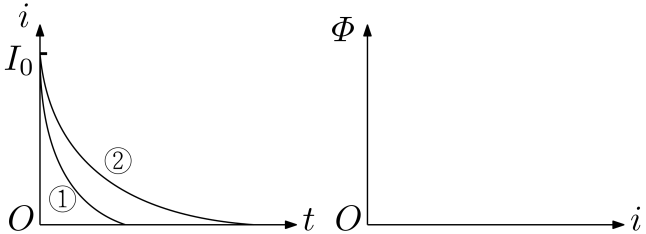 i
I₀
②
①
O
t
Φ
O
i